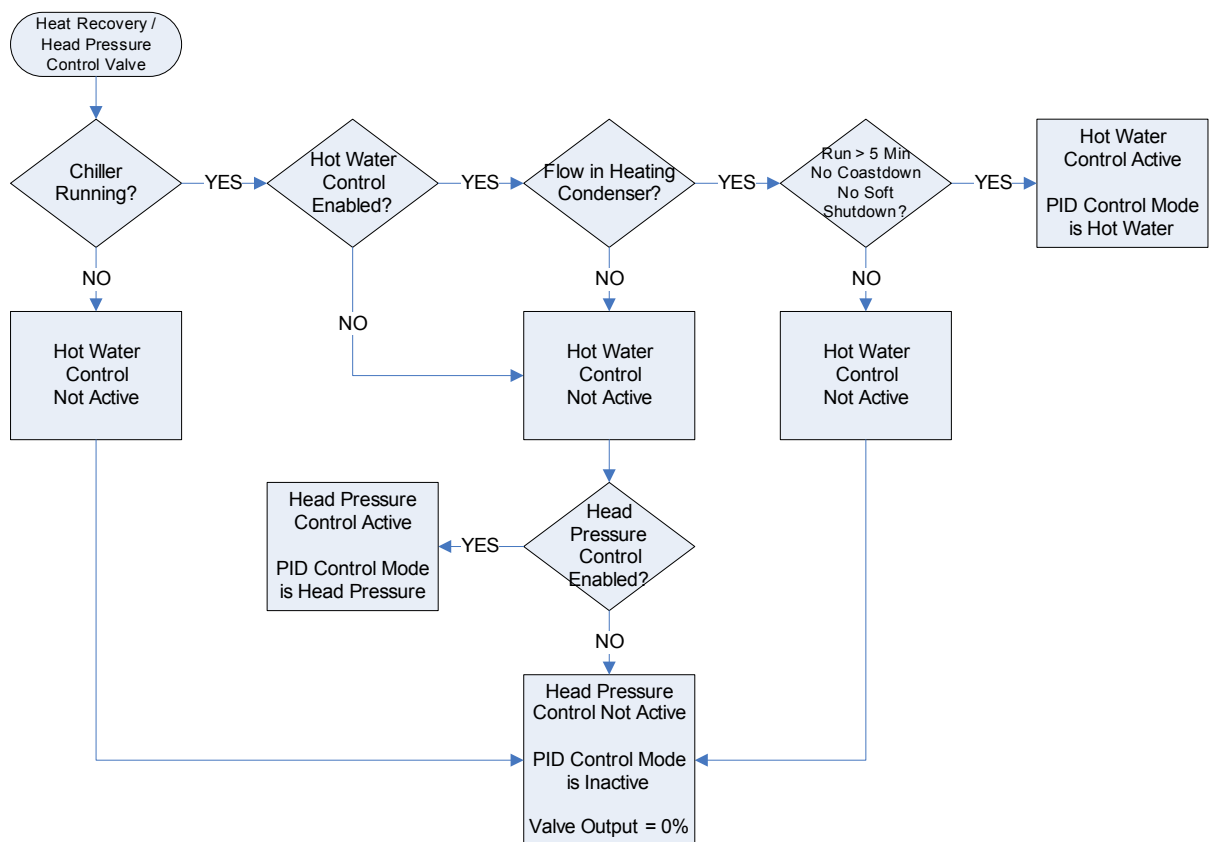 Heat Recovery /
Head Pressure
Control Valve
Chiller
Running?
YES
Hot Water
Control
Enabled?
YES
Flow in Heating
Condenser?
YES
Run > 5 Min
No Coastdown
No Soft
Shutdown?
YES
Hot Water
Control Active
PID Control Mode
is Hot Water
NO
NO
NO
NO
Hot Water
Control
Not Active
Hot Water
Control
Not Active
Hot Water
Control
Not Active
Head Pressure
Control Active
PID Control Mode
is Head Pressure
YES
Head
Pressure
Control
Enabled?
NO
Head Pressure
Control Not Active
PID Control Mode
is Inactive
Valve Output = 0%